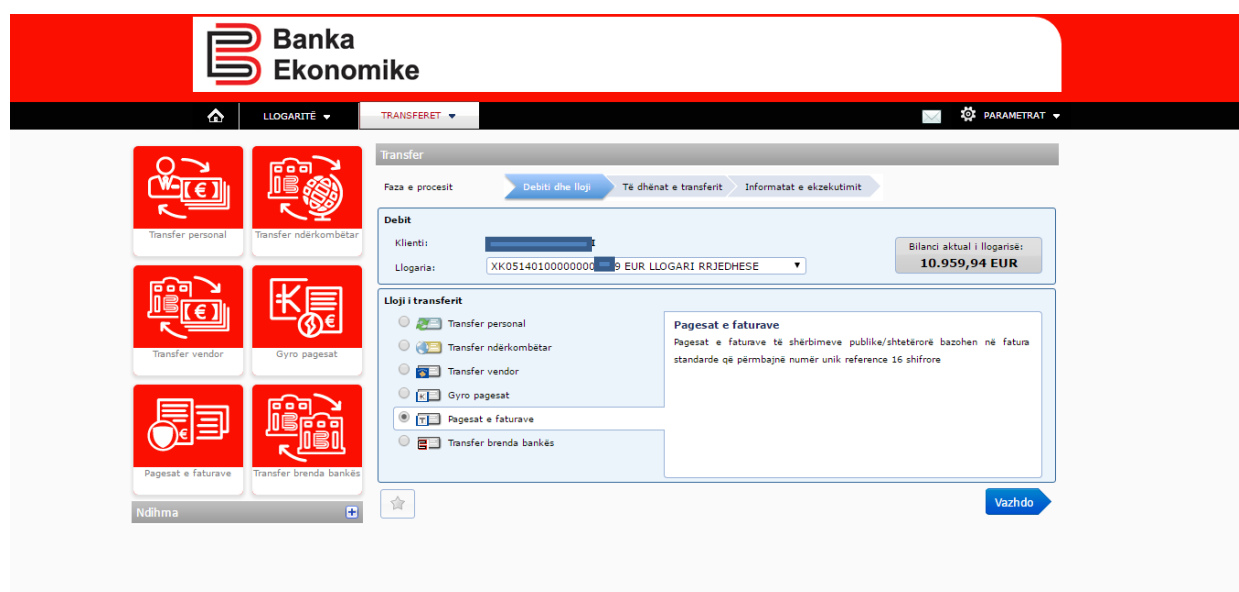 Banka
Ekonomike
LLOGARITË
TRANSFERET
PARAMETRAT
Transfer personal
Transfer ndërkombëtar
Transfer vendor
Gyro pagesat
Pagesat e faturave
Transfer brenda bankës
Ndihma
Transfer
Faza e procesit
Debiti dhe lloji
Të dhënat e transferit
Informatat e ekzekutimit
Debit
Klienti:
Llogaria:
EUR LLOGARI RRJEDHESE
Bilanci aktual i llogarisë:
10.959,94 EUR
Lloji i transferit
Transfer personal
Transfer ndërkombëtar
Transfer vendor
Gyro pagesat
Pagesat e faturave
Transfer brenda bankës
Pagesat e faturave
Pagesat e faturave të shërbimeve publike/shtetërorë bazohen në fatura
standarde që përmbajnë numër unik reference 16 shifrore
Vazhdo